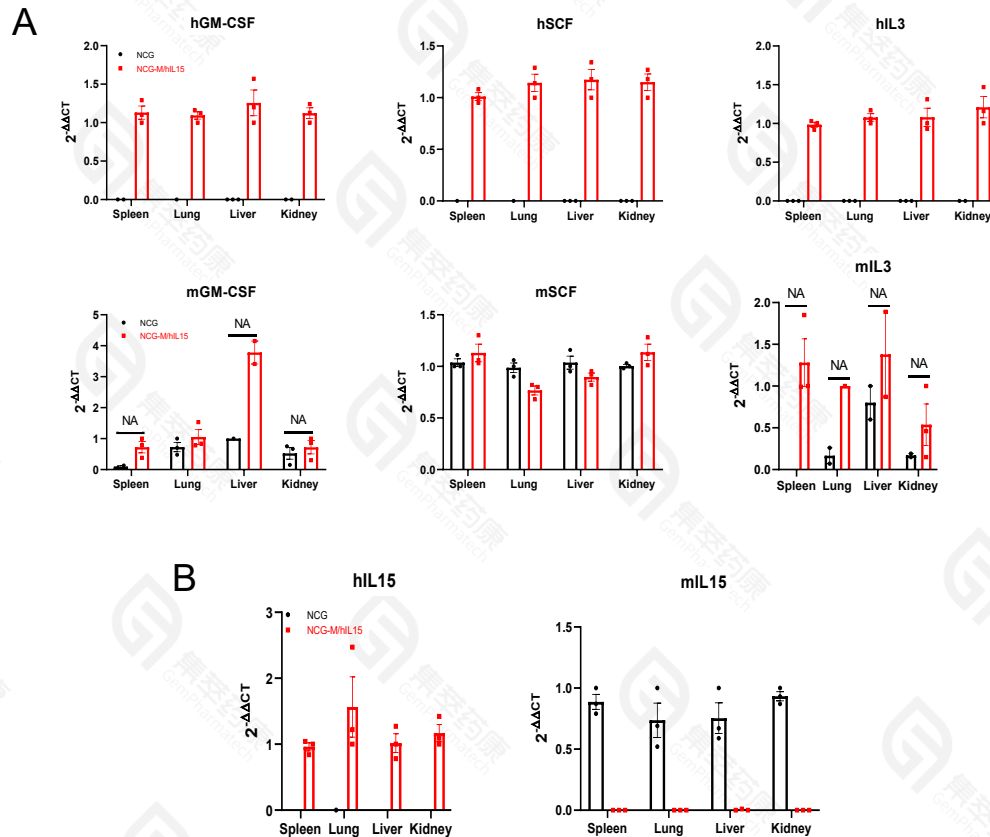 A
hGM-CSF
NCG
NCG-M/hIL15
2-ΔΔCT
2.0
1.5
1.0
0.5
0.0
Spleen Lung Liver Kidney
hSCF
2-ΔΔCT
1.5
1.0
0.5
0.0
Spleen Lung Liver Kidney
hIL3
2-ΔΔCT
2.0
1.5
1.0
0.5
0.0
Spleen Lung Liver Kidney
mGM-CSF
NCG
NCG-M/hIL15
2-ΔΔCT
5
4
3
2
1
0
NA
NA
NA
Spleen Lung Liver Kidney
mSCF
2-ΔΔCT
1.5
1.0
0.5
0.0
Spleen Lung Liver Kidney
mIL3
2-ΔΔCT
2.0
1.5
1.0
0.5
0.0
NA
NA
NA
NA
Spleen Lung Liver Kidney
B
hIL15
NCG
NCG-M/hIL15
2-ΔΔCT
3
2
1
0
Spleen Lung Liver Kidney
mIL15
2-ΔΔCT
1.5
1.0
0.5
0.0
Spleen Lung Liver Kidney
集萃药康
GemPharmatech